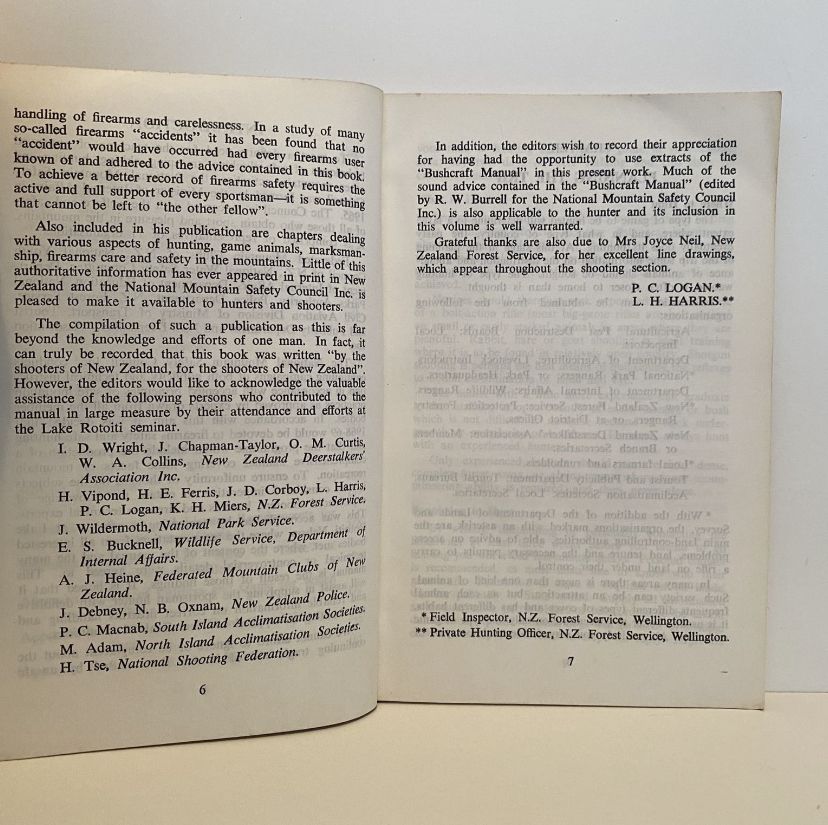 handling of firearms and carelessness. In a study of many
so-called firearms "accidents" it has been found that no
"accident" would have occurred had every firearms user
known of and adhered to the advice contained in this book.
To achieve a better record of firearms safety requires the
active and full support of every sportsman—it is something
that cannot be left to "the other fellow".
Also included in his publication are chapters dealing
with various aspects of hunting, game animals, marksman-
ship, firearms care and safety in the mountains. Little of this
authoritative information has ever appeared in print in New
Zealand and the National Mountain Safety Council Inc. is
pleased to make it available to hunters and shooters.
The compilation of such a publication as this is far
beyond the knowledge and efforts of one man. In fact, it
can truly be recorded that this book was written "by the
shooters of New Zealand, for the shooters of New Zealand".
However, the editors would like to acknowledge the valuable
assistance of the following persons who contributed to the
manual in large measure by their attendance and efforts at
the Lake Rotoiti seminar.
I. D. Wright, J. Chapman-Taylor, O. M. Curtis,
W. A. Collins, New Zealand Deerstalkers'
Association Inc.
H. Vipond, H. E. Ferris, J. D. Corboy, L. Harris,
P. C. Logan, K. H. Miers, N.Z. Forest Service.
J. Wildermoth, National Park Service.
E. S. Bucknell, Wildlife Service, Department of
Internal Affairs.
A. J. Heine, Federated Mountain Clubs of New
Zealand.
J. Debney, N. B. Oxnam, New Zealand Police.
P. C. Macnab, South Island Acclimatisation Societies.
M. Adam, North Island Acclimatisation Societies.
H. Tse, National Shooting Federation.
6
In addition, the editors wish to record their appreciation
for having had the opportunity to use extracts of the
"Bushcraft Manual" in this present work. Much of the
sound advice contained in the "Bushcraft Manual" (edited
by R. W. Burrell for the National Mountain Safety Council
Inc.) is also applicable to the hunter and its inclusion in
this volume is well warranted.
Grateful thanks are also due to Mrs Joyce Neil, New
Zealand Forest Service, for her excellent line drawings,
which appear throughout the shooting section.
P. C. LOGAN.*
L. H. HARRIS.**
* Field Inspector, N.Z. Forest Service, Wellington.
** Private Hunting Officer, N.Z. Forest Service, Wellington.
7